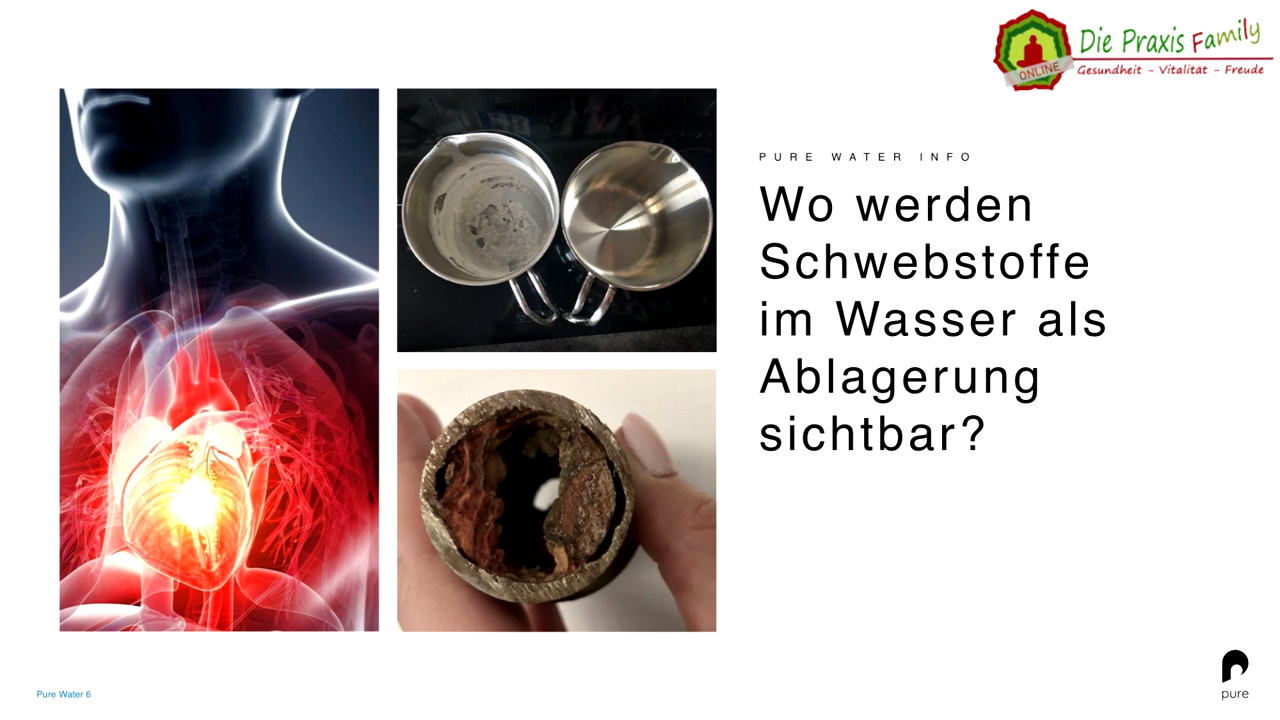 Die Praxis Family
ONLINE
Gesundheit - Vitalität - Freude
PURE WATER INFO
Wo werden
Schwebstoffe
im Wasser als
Ablagerung
sichtbar?
Pure Water 6
pure